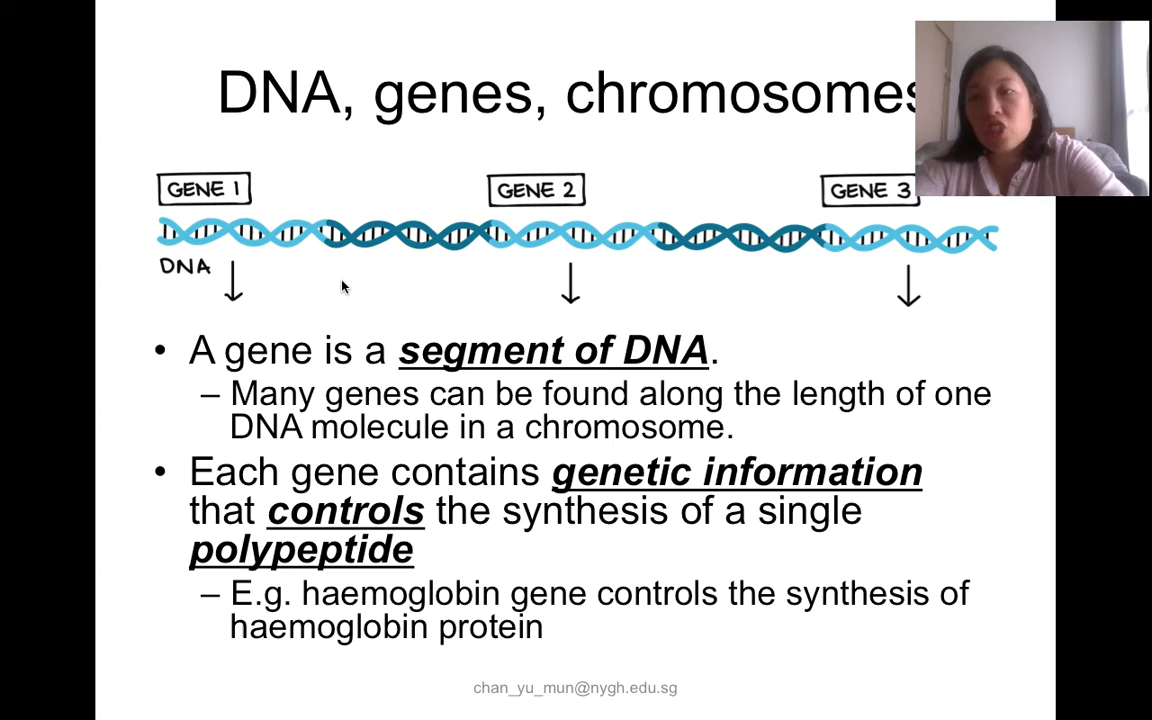 DNA, genes, chromosomes
GENE 1 GENE 2 GENE 3
DNA
• A gene is a segment of DNA.
– Many genes can be found along the length of one
DNA molecule in a chromosome.
• Each gene contains genetic information
that controls the synthesis of a single
polypeptide
– E.g. haemoglobin gene controls the synthesis of
haemoglobin protein
chan_yu_mun@nygh.edu.sg